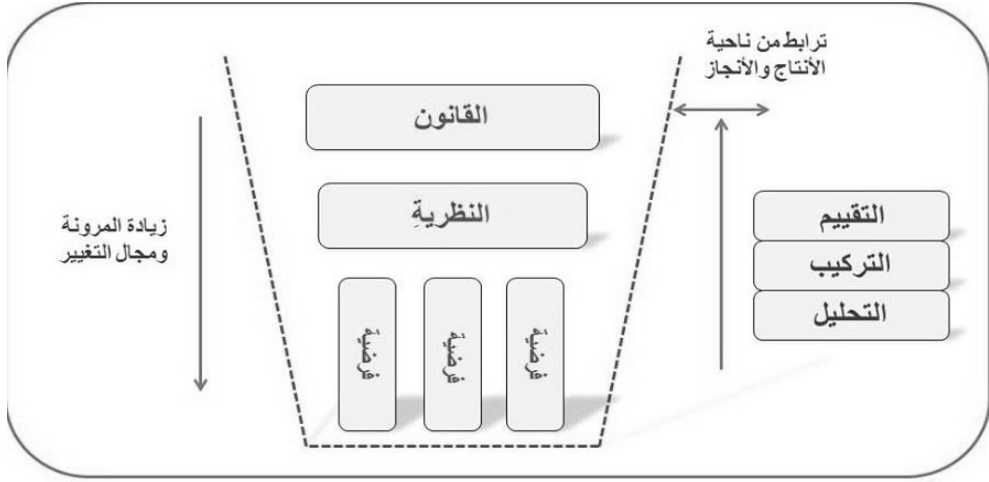 ترابط من ناحية
الأنتاج والأنجاز
القانون
النظريةِ
زيادة المرونة
ومجال التغيير
التقييم
التركيب
التحليل
فرضية
فرضية
فرضية